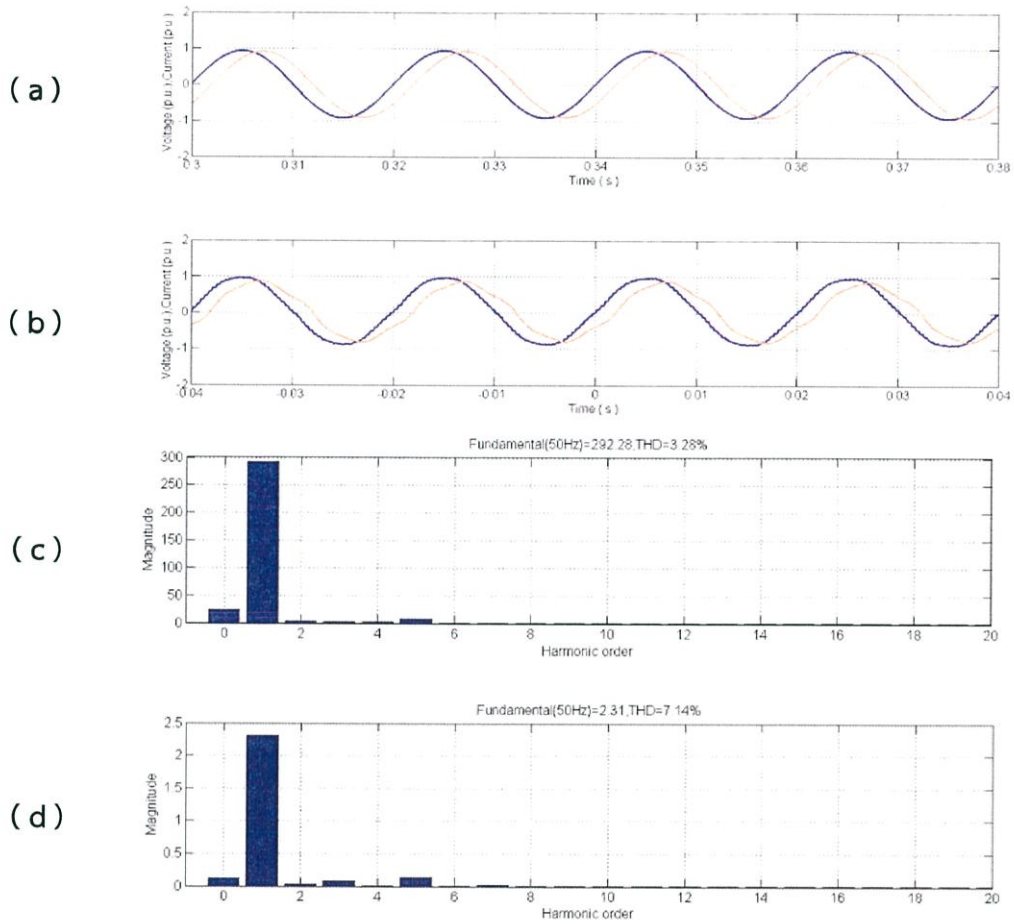 (a)
Voltage (p.u.),Current (p.u.)
2
1
0
-1
-2
0.3 0.31 0.32 0.33 0.34 0.35 0.36 0.37 0.38
Time ( s )
(b)
Voltage (p.u.),Current (p.u.)
2
1
0
-1
-2
-0.04 -0.03 -0.02 -0.01 0 0.01 0.02 0.03 0.04
Time ( s )
(c)
Fundamental(50Hz)=292.28,THD=3.28%
Magnitude
300
250
200
150
100
50
0
0 2 4 6 8 10 12 14 16 18 20
Harmonic order
(d)
Fundamental(50Hz)=2.31,THD=7.14%
Magnitude
2.5
2
1.5
1
0.5
0
0 2 4 6 8 10 12 14 16 18 20
Harmonic order